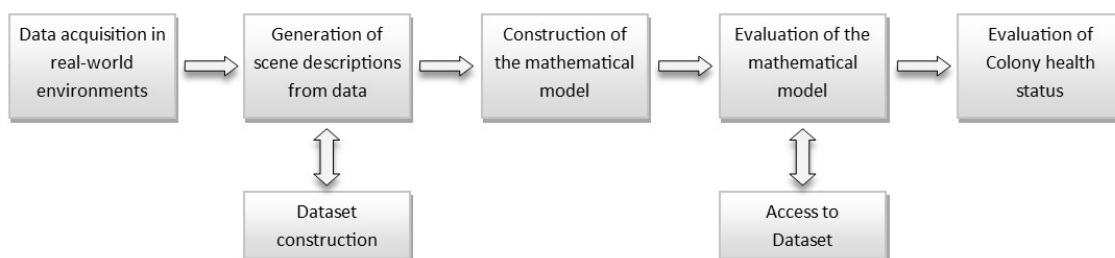 Data acquisition in
real-world
environments
Generation of
scene descriptions
from data
Construction of
the mathematical
model
Evaluation of the
mathematical
model
Evaluation of
Colony health
status
Dataset
construction
Access to
Dataset